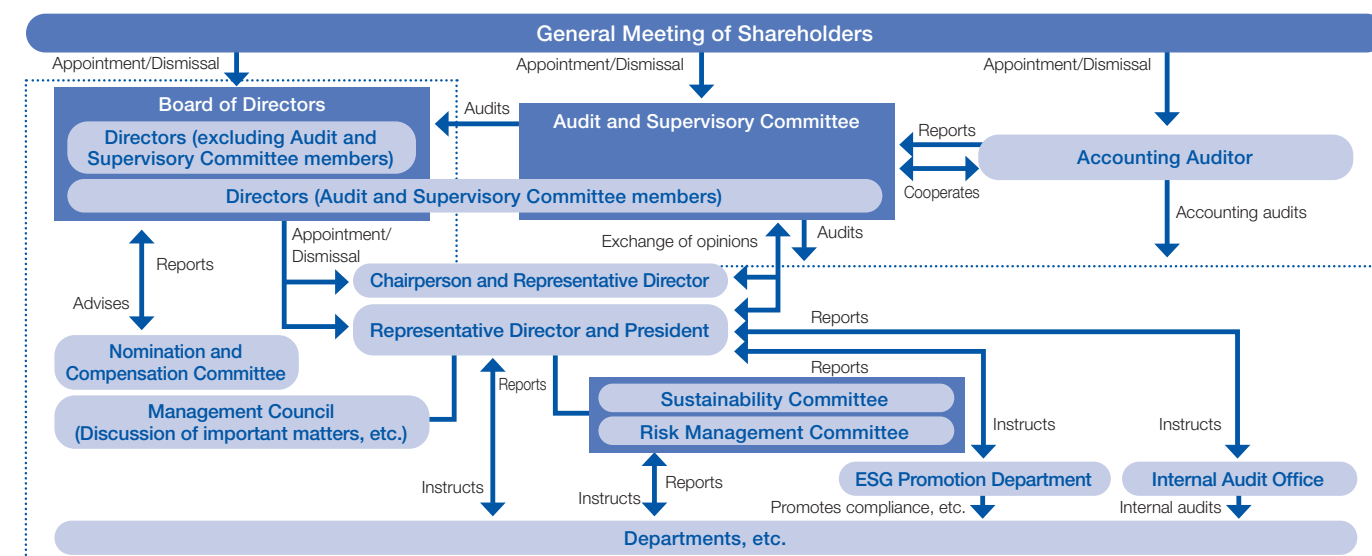 General Meeting of Shareholders
Appointment/Dismissal
Appointment/Dismissal
Appointment/Dismissal
Board of Directors
Directors (excluding Audit and
Supervisory Committee members)
Audits
Audit and Supervisory Committee
Reports
Cooperates
Accounting Auditor
Directors (Audit and Supervisory Committee members)
Appointment/
Dismissal
Exchange of opinions
Audits
Accounting audits
Reports
Advises
Chairperson and Representative Director
Representative Director and President
Reports
Reports
Nomination and
Compensation Committee
Management Council
(Discussion of important matters, etc.)
Reports
Sustainability Committee
Risk Management Committee
Instructs
Instructs
ESG Promotion Department
Internal Audit Office
Instructs
Instructs
Reports
Promotes compliance, etc.
Internal audits
Departments, etc.